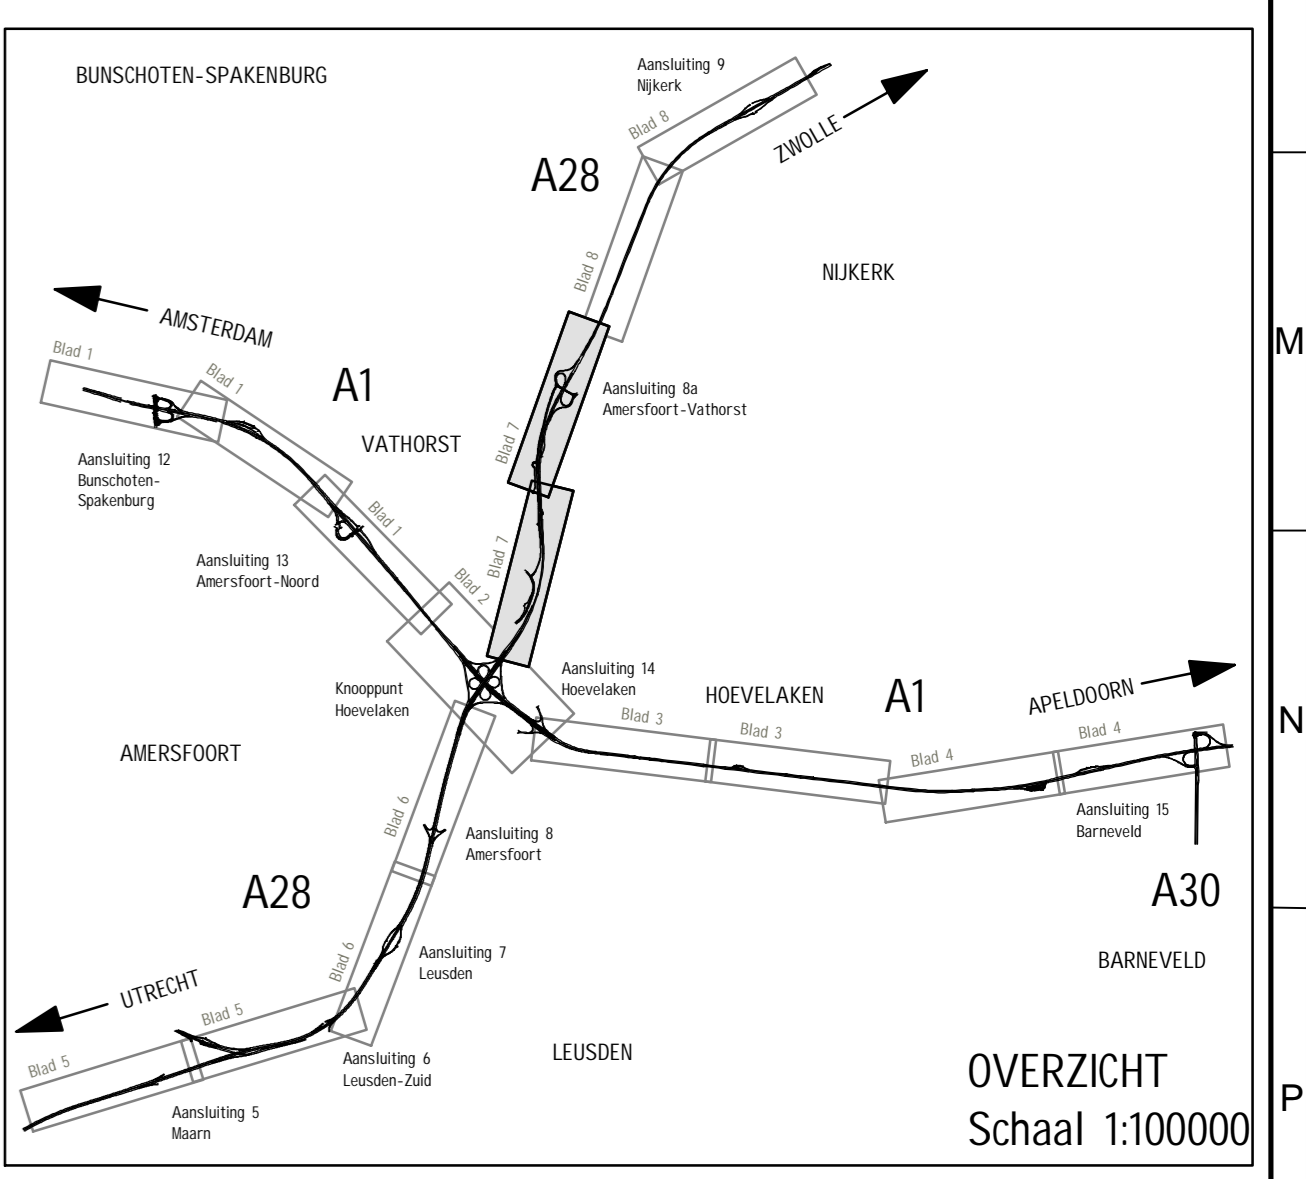 BUNSCHOTEN-SPAKENBURG
Aansluiting 9
Nijkerk
Blad 8
ZWOLLE
A28
Blad 8
NIJKERK
AMSTERDAM
Blad 1
Blad 1
A1
VATHORST
Aansluiting 8a
Amersfoort-Vathorst
Blad 7
Aansluiting 12
Bunschoten-
Spakenburg
Blad 1
Aansluiting 13
Amersfoort-Noord
Blad 7
Blad 2
Knooppunt
Hoevelaken
Aansluiting 14
Hoevelaken
HOEVELAKEN
A1
APELDOORN
Blad 3
Blad 3
Blad 4
Blad 4
AMERSFOORT
Blad 6
Aansluiting 8
Amersfoort
Aansluiting 15
Barneveld
A28
A30
Blad 6
Aansluiting 7
Leusden
BARNEVELD
UTRECHT
Blad 5
Blad 5
Aansluiting 6
Leusden-Zuid
LEUSDEN
Aansluiting 5
Maarn
OVERZICHT
Schaal 1:100000
M
N
P